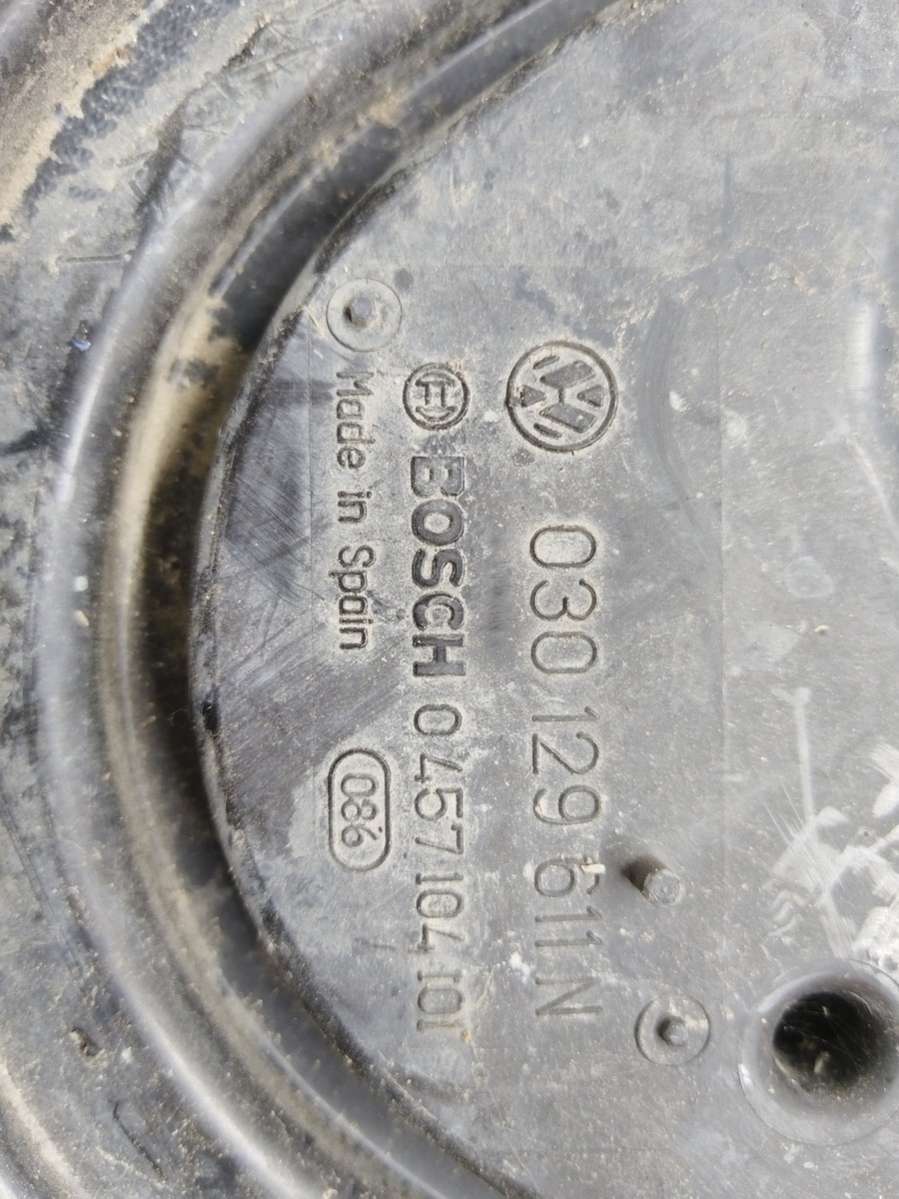 030 129 611 N
BOSCH 0 457 104 101
Made in Spain
086